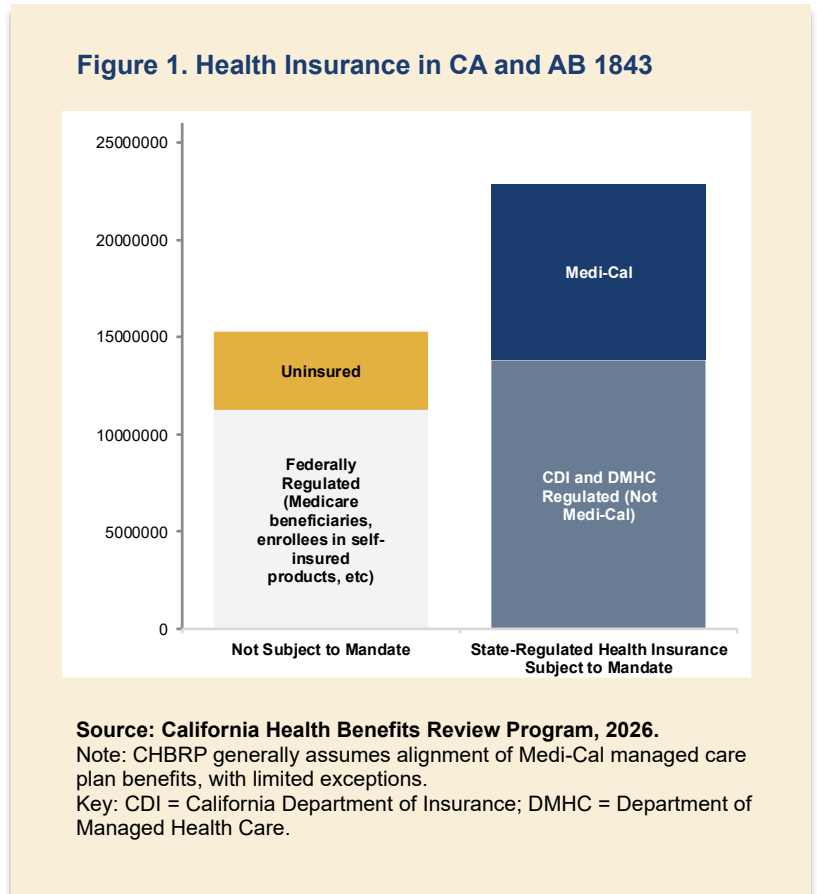 Figure 1. Health Insurance in CA and AB 1843
25000000
20000000
15000000
10000000
5000000
0
Uninsured
Federally
Regulated
(Medicare
beneficiaries,
enrollees in self-
insured
products, etc)
Medi-Cal
CDI and DMHC
Regulated (Not
Medi-Cal)
Not Subject to Mandate
State-Regulated Health Insurance
Subject to Mandate
Source: California Health Benefits Review Program, 2026.
Note: CHBRP generally assumes alignment of Medi-Cal managed care
plan benefits, with limited exceptions.
Key: CDI = California Department of Insurance; DMHC = Department of
Managed Health Care.